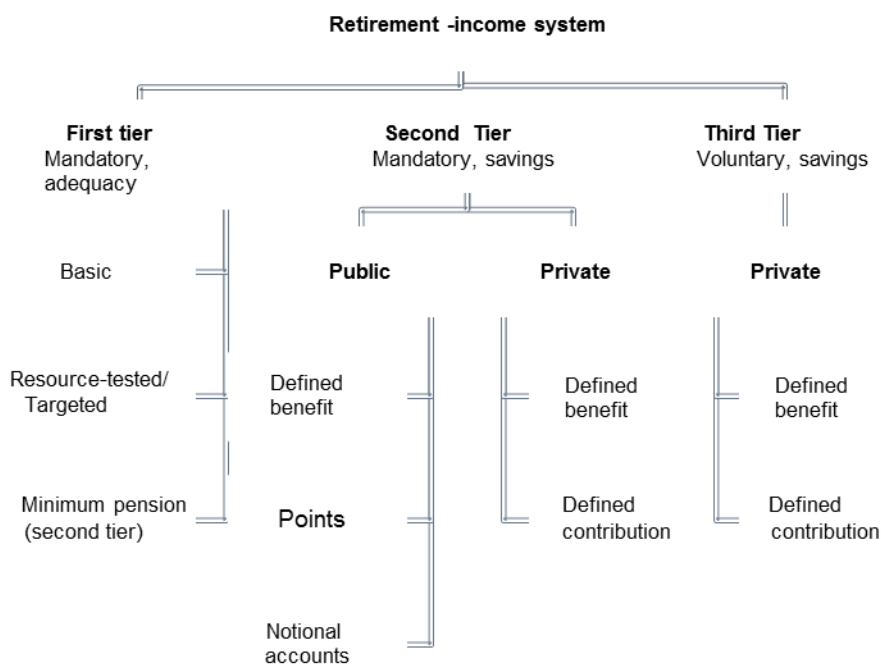 Retirement -income system
First tier
Mandatory,
adequacy
Second Tier
Mandatory, savings
Third Tier
Voluntary, savings
Basic
Public
Private
Private
Resource-tested/
Targeted
Defined
benefit
Defined
benefit
Defined
benefit
Minimum pension
(second tier)
Points
Defined
contribution
Defined
contribution
Notional
accounts